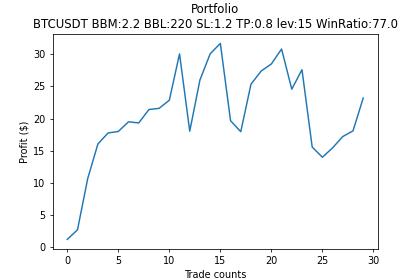 Portfolio
BTCUSDT BBM:2.2 BBL:220 SL:1.2 TP:0.8 lev:15 WinRatio:77.0
30
25
20
15
10
5
0
Profit ($)
0 5 10 15 20 25 30
Trade counts